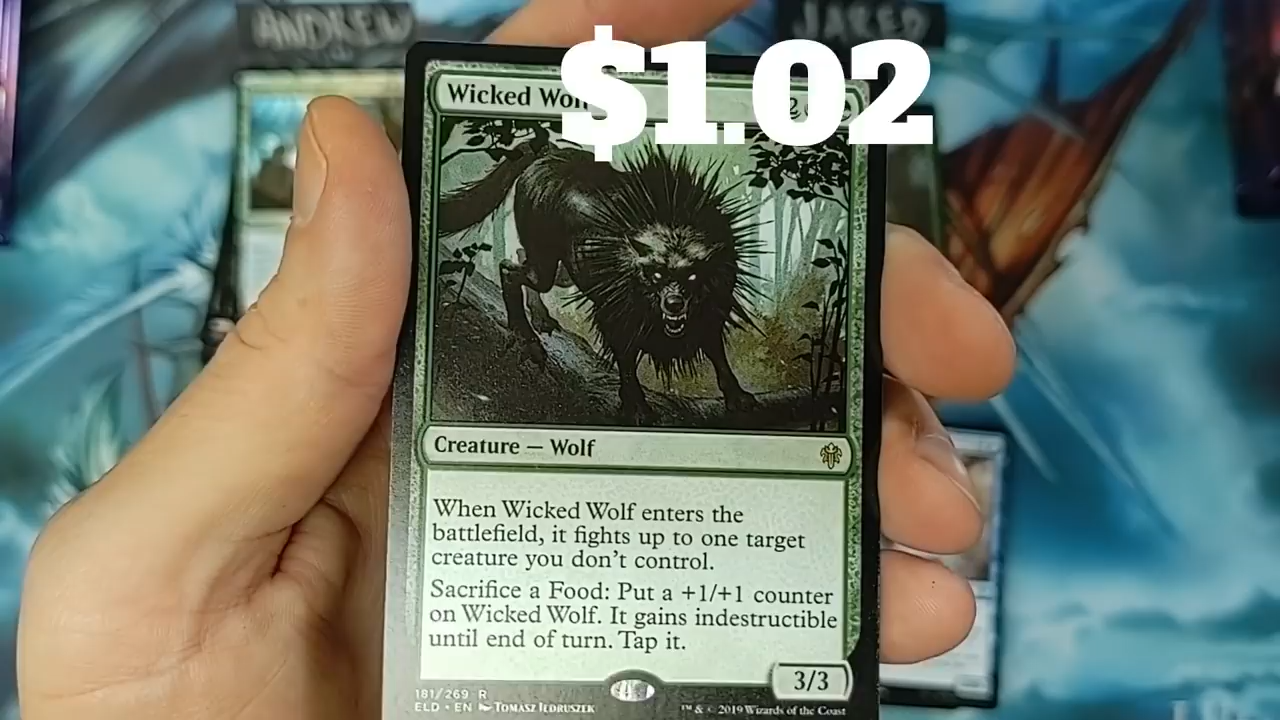 ANDREW
JARED
$1.02
Wicked Wol
2
Creature — Wolf
When Wicked Wolf enters the
battlefield, it fights up to one target
creature you don't control.
Sacrifice a Food: Put a +1/+1 counter
on Wicked Wolf. It gains indestructible
until end of turn. Tap it.
3/3
181/269 R
ELD • EN TOMASZ JEDRUSZEK
™ & © 2019 Wizards of the Coast